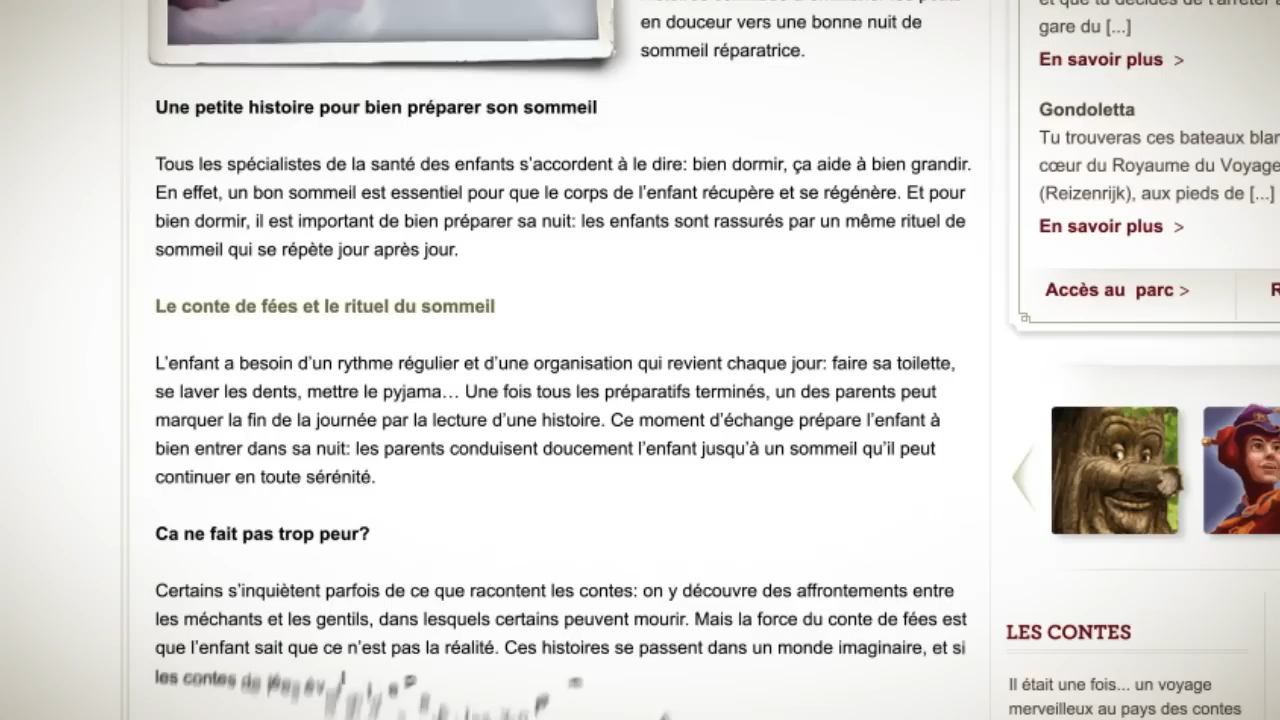 en douceur vers une bonne nuit de
sommeil réparatrice.
Une petite histoire pour bien préparer son sommeil
Tous les spécialistes de la santé des enfants s’accordent à le dire: bien dormir, ça aide à bien grandir.
En effet, un bon sommeil est essentiel pour que le corps de l’enfant récupère et se régénère. Et pour
bien dormir, il est important de bien préparer sa nuit: les enfants sont rassurés par un même rituel de
sommeil qui se répète jour après jour.
Le conte de fées et le rituel du sommeil
L’enfant a besoin d’un rythme régulier et d’une organisation qui revient chaque jour: faire sa toilette,
se laver les dents, mettre le pyjama… Une fois tous les préparatifs terminés, un des parents peut
marquer la fin de la journée par la lecture d’une histoire. Ce moment d’échange prépare l’enfant à
bien entrer dans sa nuit: les parents conduisent doucement l’enfant jusqu’à un sommeil qu’il peut
continuer en toute sérénité.
Ca ne fait pas trop peur?
Certains s’inquiètent parfois de ce que racontent les contes: on y découvre des affrontements entre
les méchants et les gentils, dans lesquels certains peuvent mourir. Mais la force du conte de fées est
que l’enfant sait que ce n’est pas la réalité. Ces histoires se passent dans un monde imaginaire, et si
les contes de
gare du [...]
En savoir plus >
Gondoletta
Tu trouveras ces bateaux
cœur du Royaume du Voyage
(Reizenrijk), aux pieds de [...]
En savoir plus >
Accès au parc >
LES CONTES
Il était une fois... un voyage
merveilleux au pays des contes